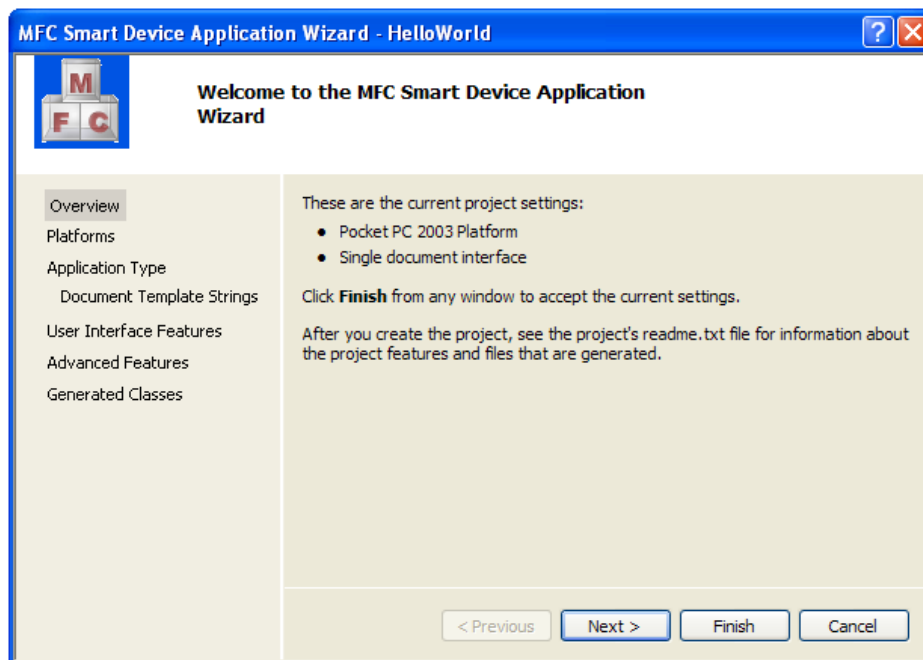 MFC Smart Device Application Wizard - HelloWorld
?
M
F C
Welcome to the MFC Smart Device Application
Wizard
Overview
Platforms
Application Type
Document Template Strings
User Interface Features
Advanced Features
Generated Classes
These are the current project settings:
• Pocket PC 2003 Platform
• Single document interface
Click Finish from any window to accept the current settings.
After you create the project, see the project's readme.txt file for information about
the project features and files that are generated.
< Previous Next > Finish Cancel